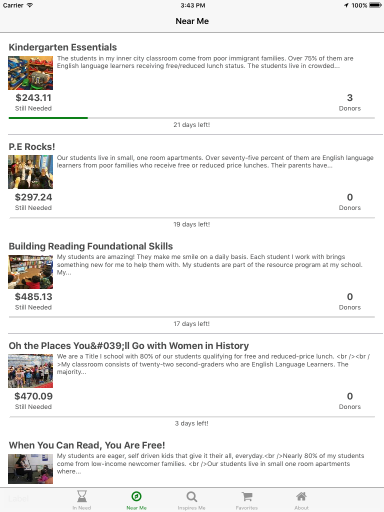 Carrier 3:43 PM 100%
Near Me
Kindergarten Essentials
The students in my inner city classroom come from poor immigrant families. Over 75% of them are
English language learners receiving free/reduced lunch status. The students live in crowded...
$243.11 3
Still Needed Donors
21 days left!
P.E Rocks!
Our students live in small, one room apartments. Over seventy-five percent of them are English language
learners from poor families who receive free or reduced price lunches. Their parents have...
$297.24 0
Still Needed Donors
19 days left!
Building Reading Foundational Skills
My students are amazing! They make me smile on a daily basis. Each student I work with brings
something new for me to help them with. My students are part of the resource program at my school.
My...
$485.13 0
Still Needed Donors
17 days left!
Oh the Places You&#039;ll Go with Women in History
We are a Title I school with 80% of our students qualifying for free and reduced-price lunch. <br /><br /
>My classroom consists of twenty-two second-graders who are English Language Learners. The
majority...
$470.09 0
Still Needed Donors
3 days left!
When You Can Read, You Are Free!
My students are eager, self driven kids that give it their all, everyday.<br />Nearly 80% of my students
come from low-income newcomer families. <br />Our students live in small one room apartments
where...
In Need Near Me Inspires Me Favorites About